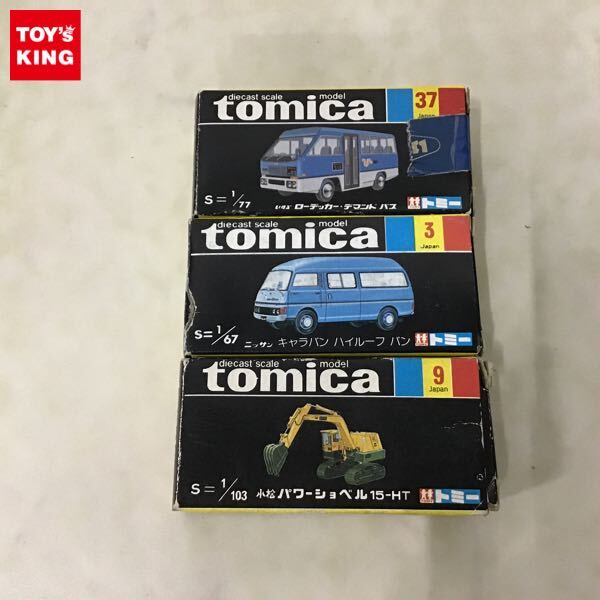 TOY's
KING
diecast scale model
tomica
37
Japan
S=1/77
いすゞ ローデッカー・デマンド バス
トミー
diecast scale model
tomica
3
Japan
S=1/67
ニッサン キャラバン ハイルーフ バン
トミー
diecast scale model
tomica
9
Japan
S=1/103
小松 パワーショベル 15-HT
トミー